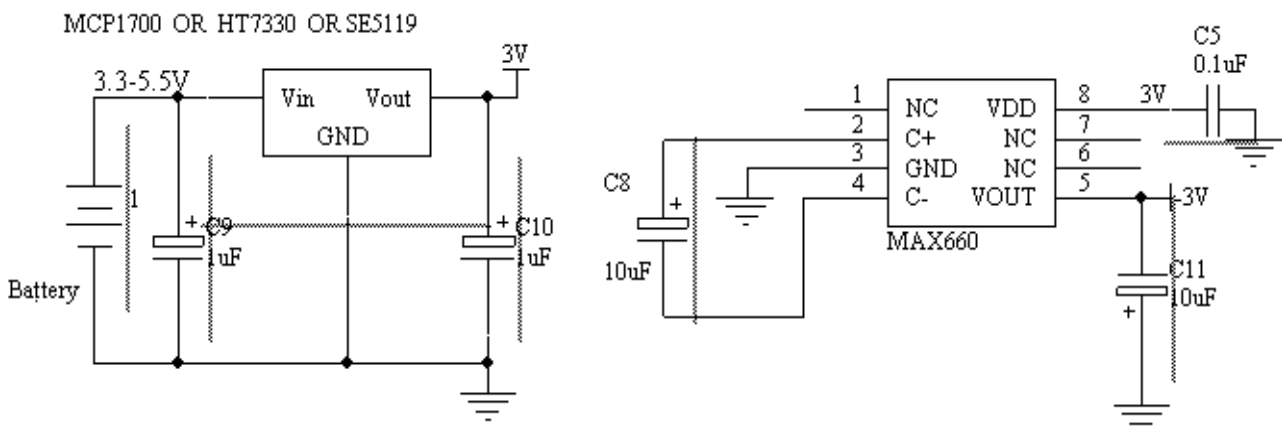 MCP1700 OR HT7330 OR SE5119
3.3-5.5V
Vin Vout
GND
3V
1
C9
1uF
C10
1uF
Battery
C5
0.1uF
1 NC VDD 8 3V
2 C+ NC 7
3 GND NC 6
4 C- VOUT 5
-3V
MAX660
C8
+
10uF
C11
10uF
+
+
+